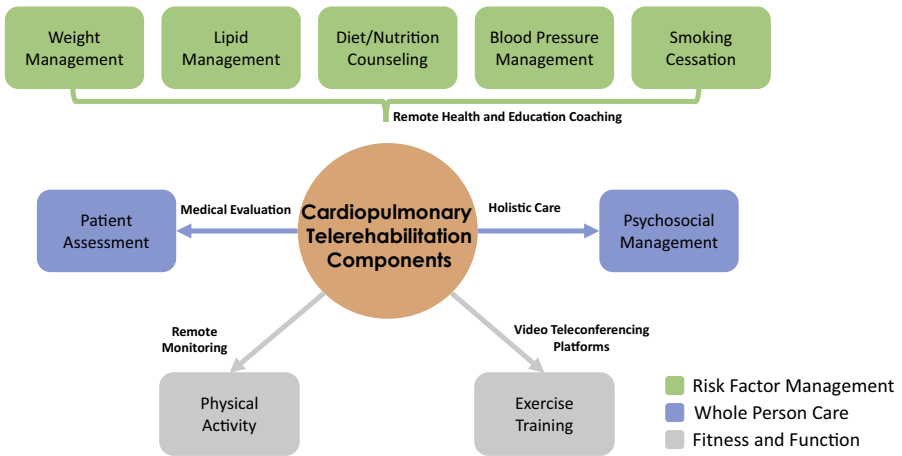 Weight
Management
Lipid
Management
Diet/Nutrition
Counseling
Blood Pressure
Management
Smoking
Cessation
Remote Health and Education Coaching
Patient
Assessment
Medical Evaluation
Cardiopulmonary
Telerehabilitation
Components
Holistic Care
Psychosocial
Management
Remote
Monitoring
Video Teleconferencing
Platforms
Physical
Activity
Exercise
Training
Risk Factor Management
Whole Person Care
Fitness and Function